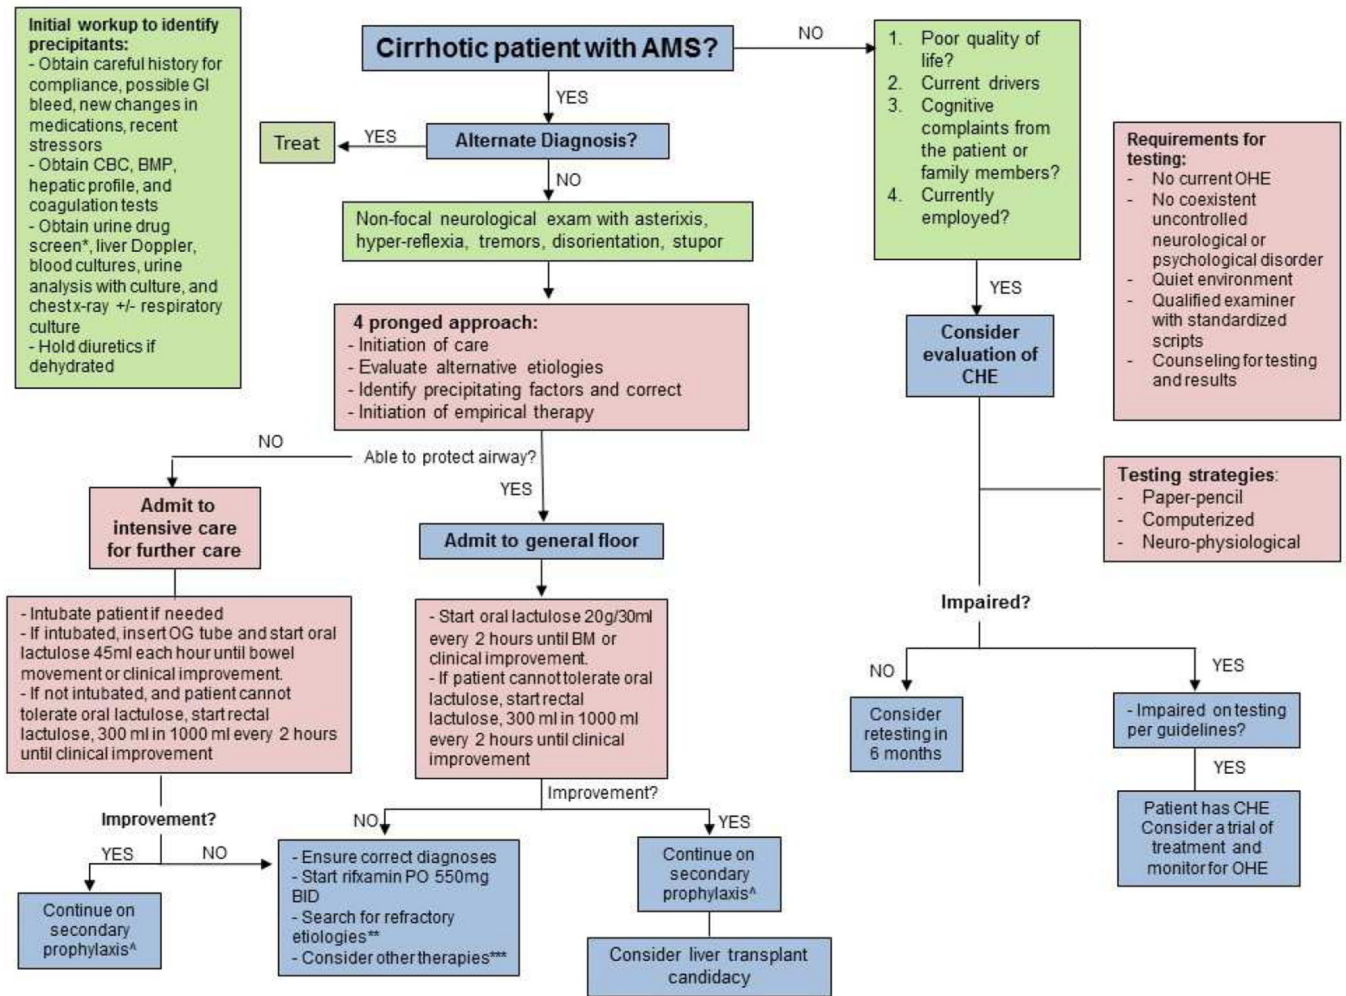 Initial workup to identify
precipitants:
- Obtain careful history for
compliance, possible GI
bleed, new changes in
medications, recent
stressors
- Obtain CBC, BMP,
hepatic profile, and
coagulation tests
- Obtain urine drug
screen*, liver Doppler,
blood cultures, urine
analysis with culture, and
chest x-ray +/- respiratory
culture
- Hold diuretics if
dehydrated
Cirrhotic patient with AMS?
NO
YES
Alternate Diagnosis?
YES
Treat
NO
Non-focal neurological exam with asterixis,
hyper-reflexia, tremors, disorientation, stupor
4 pronged approach:
- Initiation of care
- Evaluate alternative etiologies
- Identify precipitating factors and correct
- Initiation of empirical therapy
NO
Able to protect airway?
YES
Admit to
intensive care
for further care
Admit to general floor
- Intubate patient if needed
- If intubated, insert OG tube and start oral
lactulose 45ml each hour until bowel
movement or clinical improvement.
- If not intubated, and patient cannot
tolerate oral lactulose, start rectal
lactulose, 300 ml in 1000 ml every 2 hours
until clinical improvement
- Start oral lactulose 20g/30ml
every 2 hours until BM or
clinical improvement.
- If patient cannot tolerate oral
lactulose, start rectal
lactulose, 300 ml in 1000 ml
every 2 hours until clinical
improvement
Improvement?
YES
NO
Improvement?
NO
YES
Continue on
secondary
prophylaxis^
- Ensure correct diagnoses
- Start rifxamin PO 550mg
BID
- Search for refractory
etiologies**
- Consider other therapies***
Continue on
secondary
prophylaxis^
Consider liver transplant
candidacy
1. Poor quality of
life?
2. Current drivers
3. Cognitive
complaints from
the patient or
family members?
4. Currently
employed?
YES
Consider
evaluation of
CHE
Requirements for
testing:
- No current OHE
- No coexistent
uncontrolled
neurological or
psychological disorder
- Quiet environment
- Qualified examiner
with standardized
scripts
- Counseling for testing
and results
Testing strategies:
- Paper-pencil
- Computerized
- Neuro-physiological
Impaired?
NO
YES
Consider
retesting in
6 months
- Impaired on testing
per guidelines?
YES
Patient has CHE
Consider a trial of
treatment and
monitor for OHE